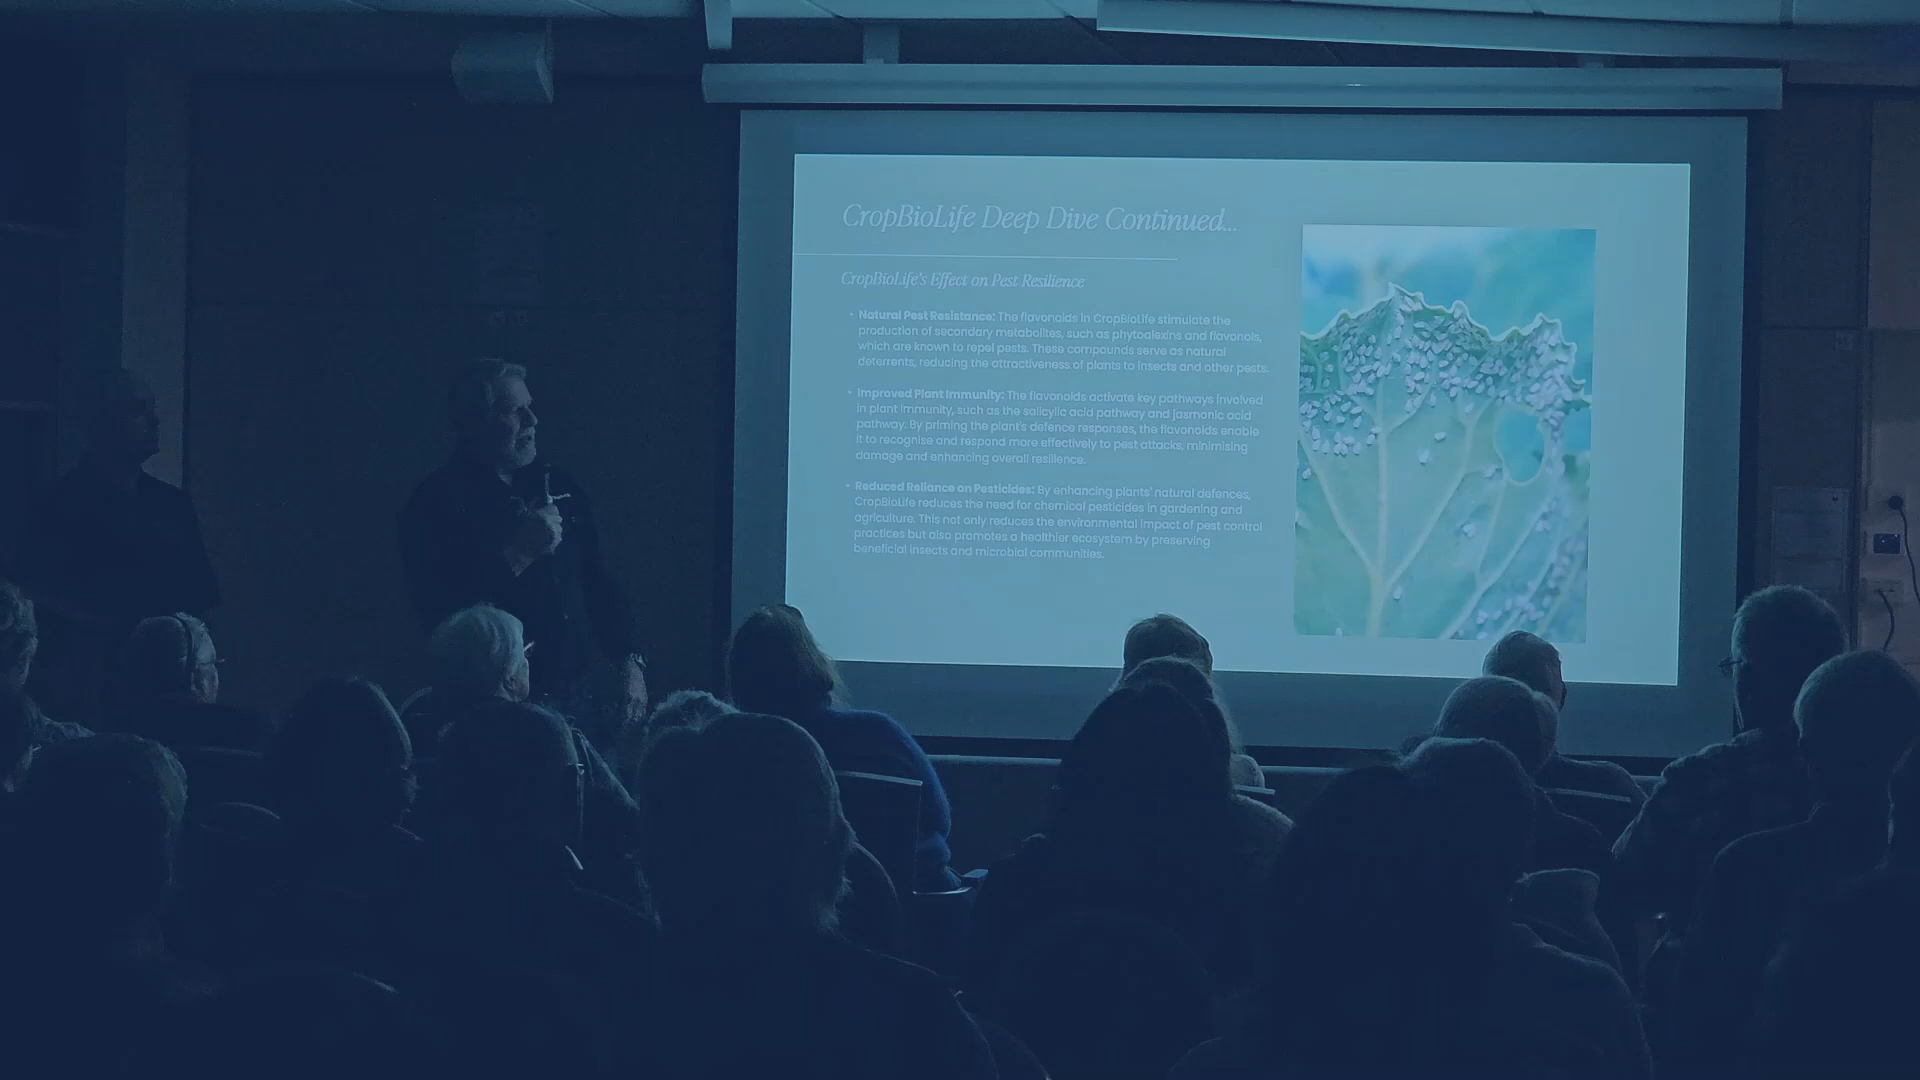 CropBioLife Deep Dive Continued...
CropBioLife's Effect on Pest Resilience
• Natural Pest Resistance: The flavonoids in CropBioLife stimulate the
production of secondary metabolites, such as phytoalexins and flavonols,
which are known to repel pests. These compounds serve as natural
deterrents, reducing the attractiveness of plants to insects and other pests.
• Improved Plant Immunity: The flavonoids activate key pathways involved
in plant immunity, such as the salicylic acid pathway and jasmonic acid
pathway. By priming the plant's defence responses, the flavonoids enable
it to recognise and respond more effectively to pest attacks, minimising
damage and enhancing overall resilience.
• Reduced Reliance on Pesticides: By enhancing plants' natural defences,
CropBioLife reduces the need for chemical pesticides in gardening and
agriculture. This not only reduces the environmental impact of pest control
practices but also promotes a healthier ecosystem by preserving
beneficial insects and microbial communities.